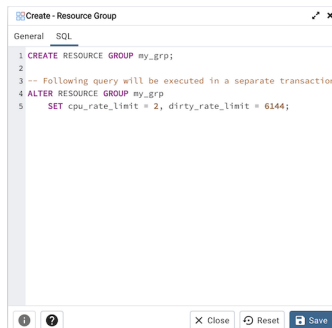 Create - Resource Group
General SQL
1 CREATE RESOURCE GROUP my_grp;
2
3 -- Following query will be executed in a separate
4 ALTER RESOURCE GROUP my_grp
5 SET cpu_rate_limit = 2, dirty_rate_limit = 6144;
Close Reset Save